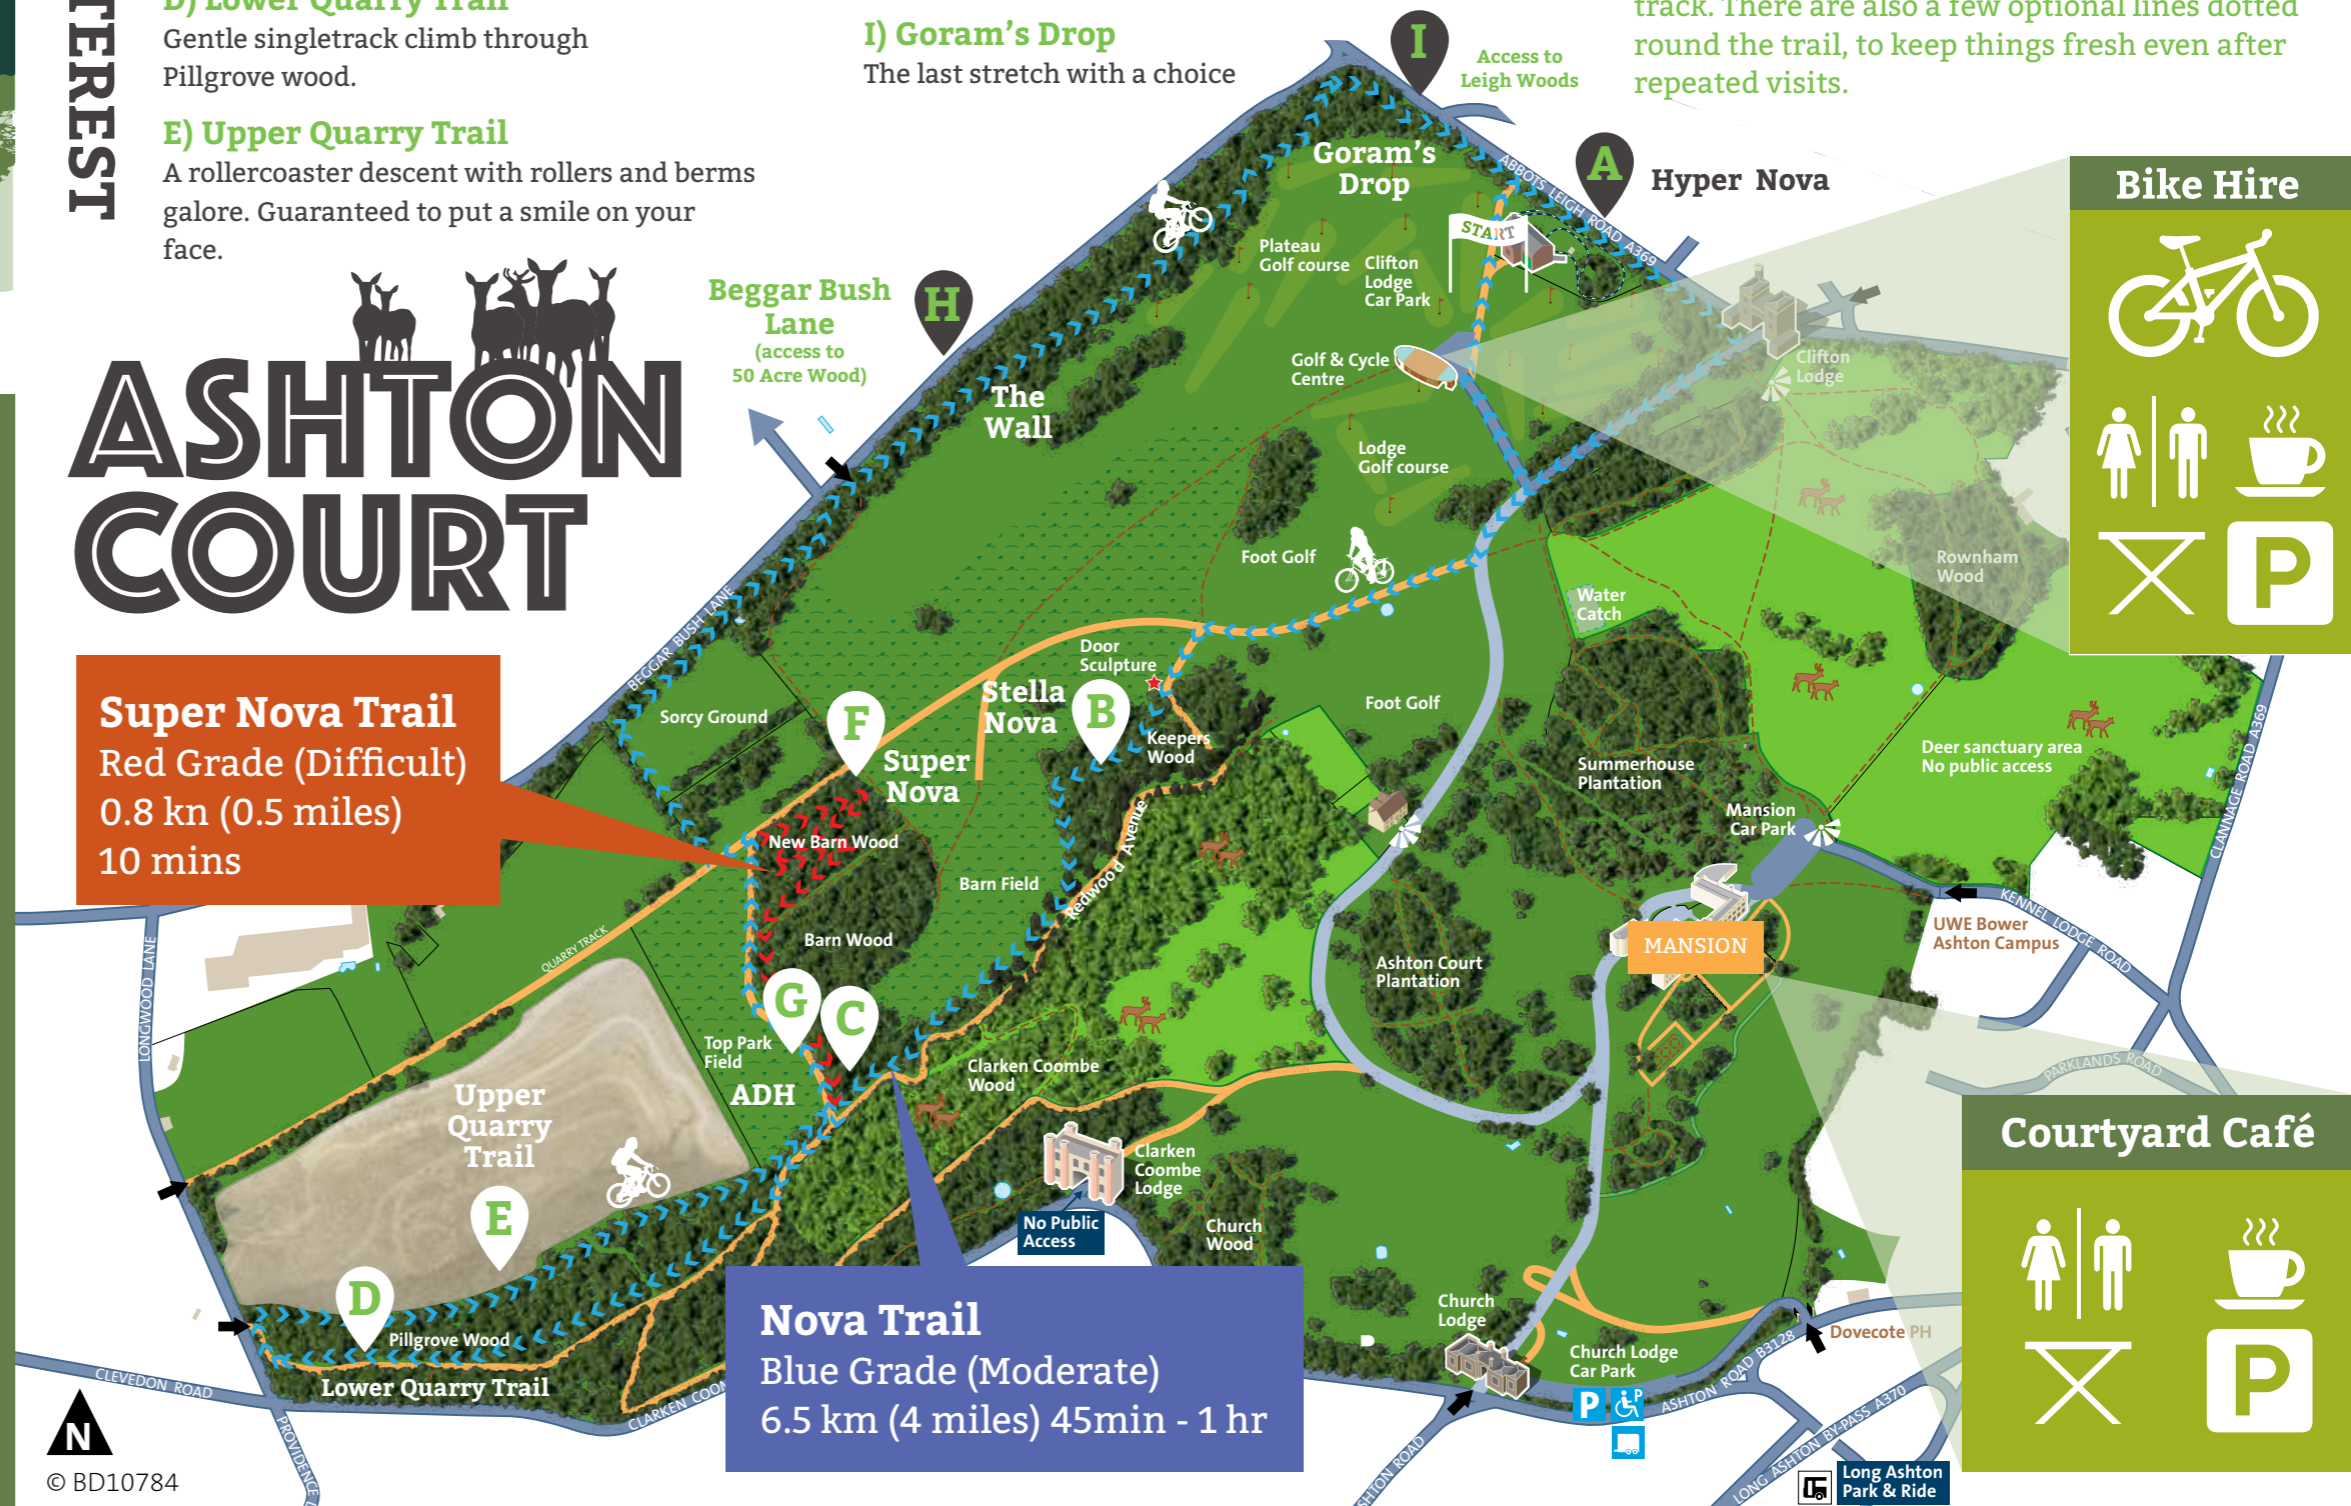 TEREST
D) Lower Quarry Trail
Gentle singletrack climb through
Pillgrove wood.
E) Upper Quarry Trail
A rollercoaster descent with rollers and berms
galore. Guaranteed to put a smile on your
face.
I) Goram's Drop
The last stretch with a choice
track. There are also a few optional lines dotted
round the trail, to keep things fresh even after
repeated visits.
I
Access to
Leigh Woods
A
Hyper Nova
ABBOTS LEIGH ROAD A369
Goram's
Drop
START
Plateau
Golf course
Clifton
Lodge
Car Park
Bike Hire
P
ASHTON
COURT
Beggar Bush
Lane
(access to
50 Acre Wood)
H
The
Wall
Golf & Cycle
Centre
Clifton
Lodge
Lodge
Golf course
Foot Golf
Rownham
Wood
Water
Catch
BEGGAR BUSH LANE
Door
Sculpture
Stella
Nova
B
Keepers
Wood
Foot Golf
Sorcy Ground
F
Super
Nova
Super Nova Trail
Red Grade (Difficult)
0.8 kn (0.5 miles)
10 mins
New Barn Wood
Barn Field
Redwood Avenue
Barn Wood
Summerhouse
Plantation
Mansion
Car Park
Deer sanctuary area
No public access
CLANNAGE ROAD A369
KENNEL LODGE ROAD
UWE Bower
Ashton Campus
MANSION
Ashton Court
Plantation
QUARRY TRACK
LONGWOOD LANE
G
C
Top Park
Field
ADH
Clarken Coombe
Wood
PARKLANDS ROAD
Upper
Quarry
Trail
E
D
Pillgrove Wood
Lower Quarry Trail
Clarken
Coombe
Lodge
No Public
Access
Church
Wood
Courtyard Café
P
Nova Trail
Blue Grade (Moderate)
6.5 km (4 miles) 45min - 1 hr
Church
Lodge
Church Lodge
Car Park
P
P
Dovecote PH
ASHTON ROAD B3128
LONG ASHTON BY-PASS A370
CLEVEDON ROAD
PROVIDENCE
CLARKEN COOM
SHTON ROAD
N
© BD10784
Long Ashton
Park & Ride